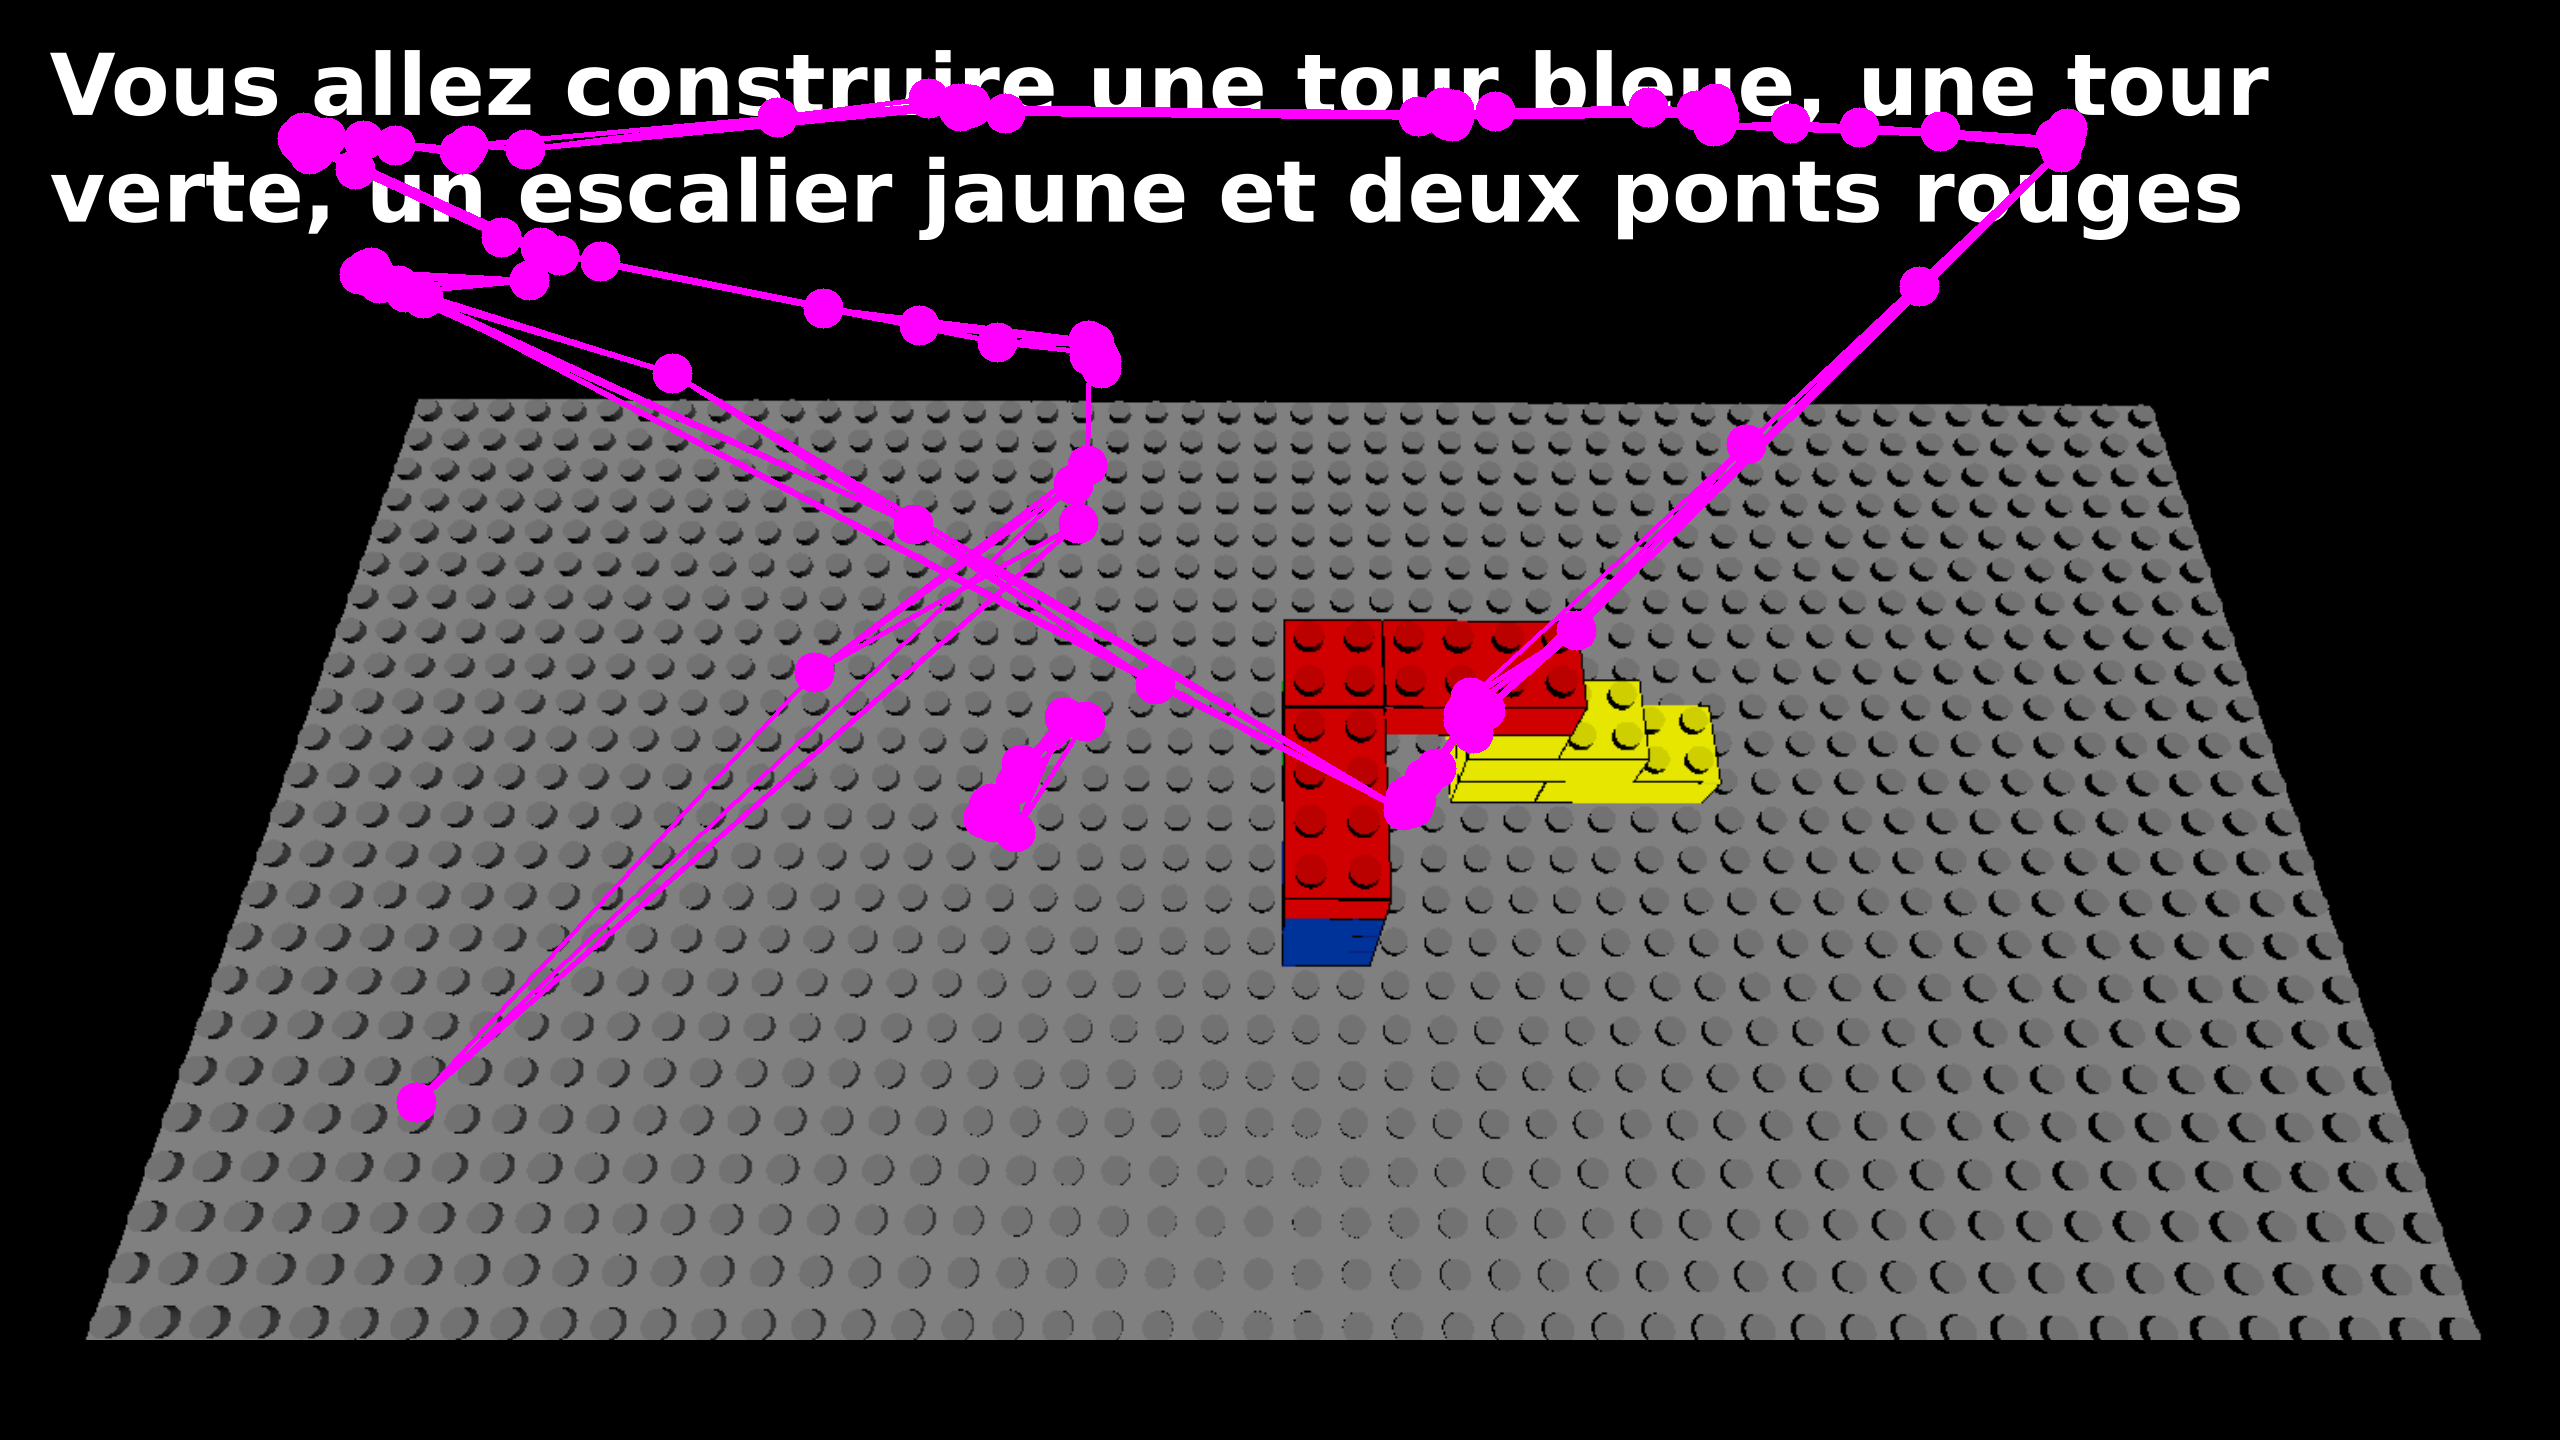 Vous allez construire une tour bleue, une tour
verte, un escalier jaune et deux ponts rouges